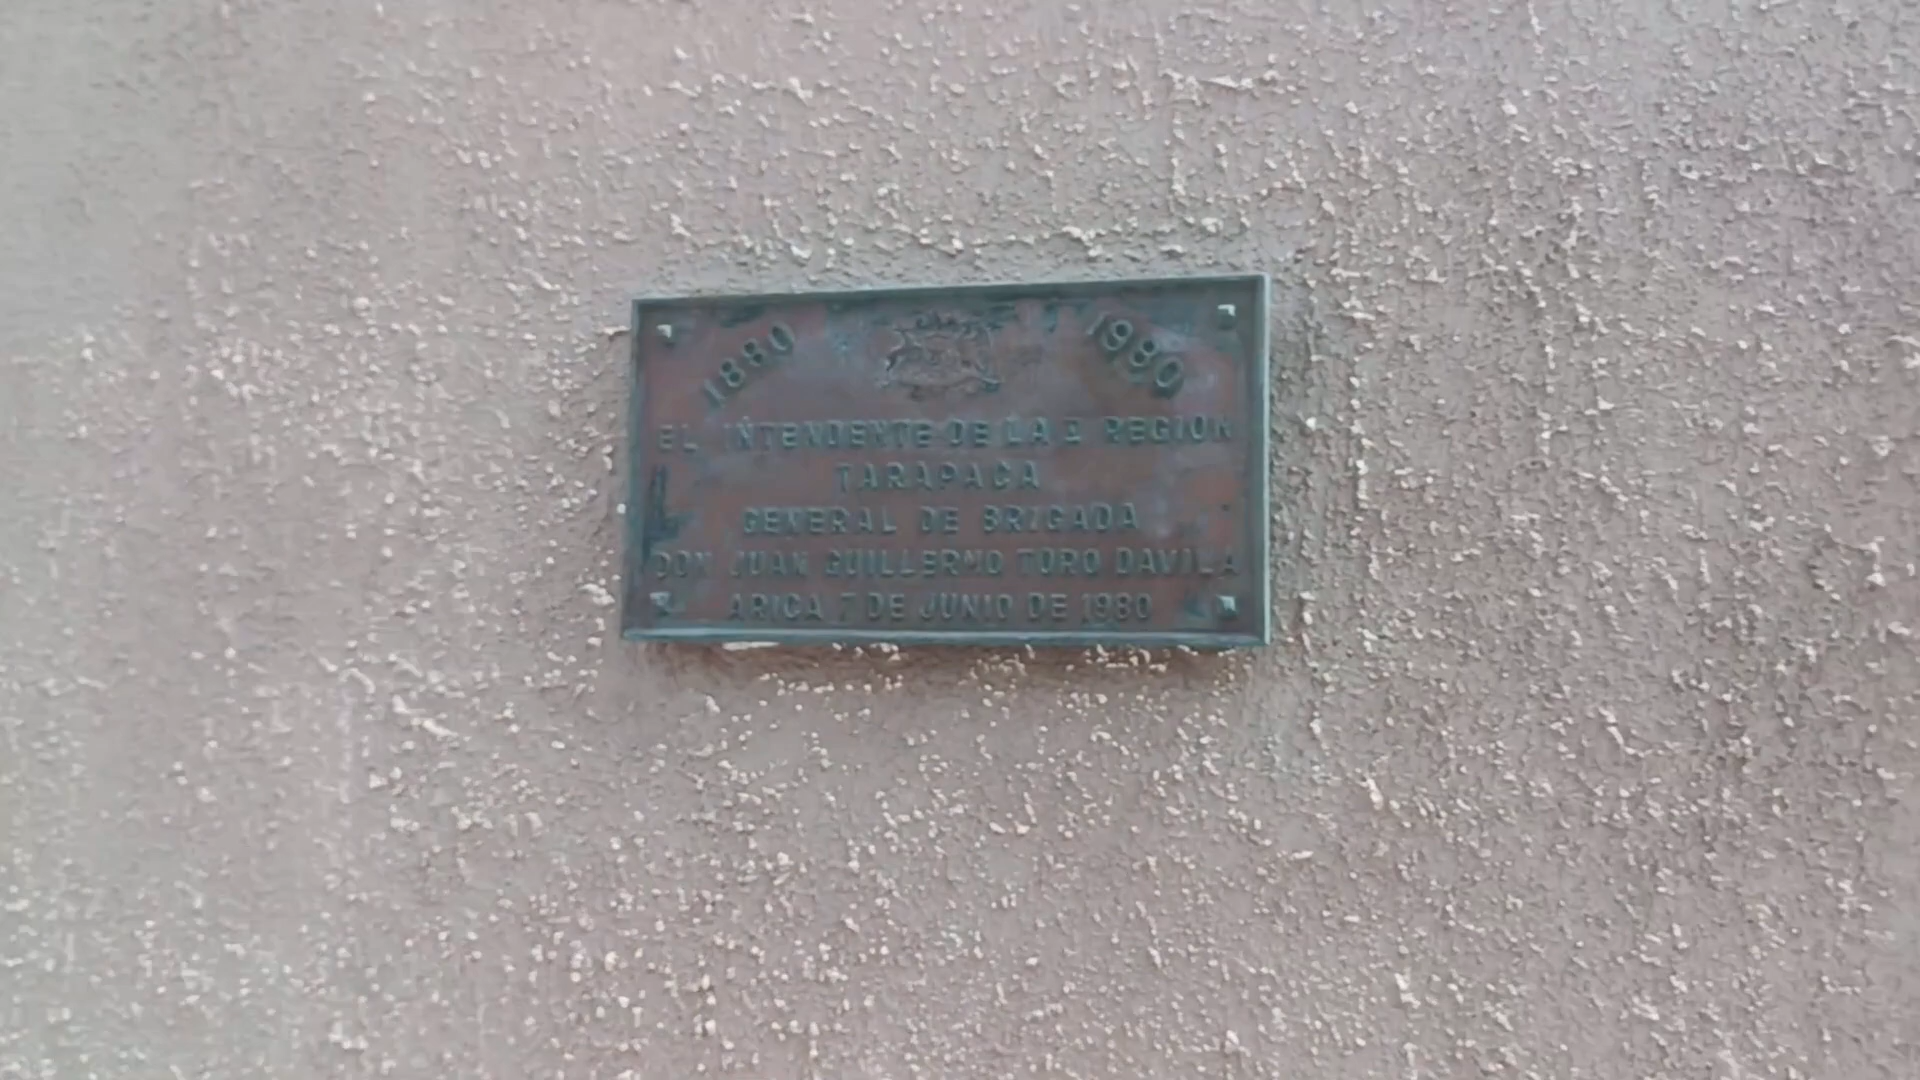 1880 1980
EL INTENDENTE DE LA I REGION
TARAPACA
GENERAL DE BRIGADA
DON JUAN GUILLERMO TORO DAVILA
ARICA 7 DE JUNIO DE 1980